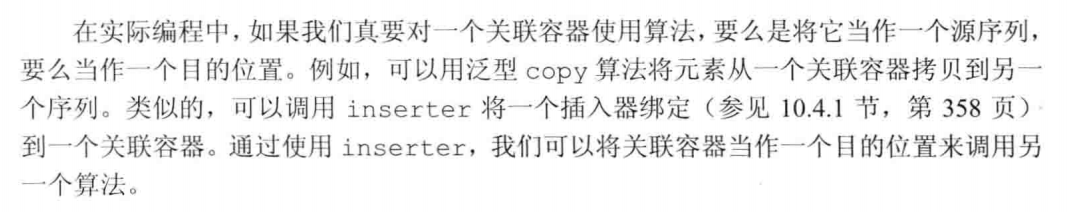 在实际编程中，如果我们真要对一个关联容器使用算法，要么是将它当作一个源序列，
要么当作一个目的位置。例如，可以用泛型 copy 算法将元素从一个关联容器拷贝到另一
个序列。类似的，可以调用 inserter 将一个插入器绑定（参见 10.4.1 节，第 358 页）
到一个关联容器。通过使用 inserter，我们可以将关联容器当作一个目的位置来调用另
一个算法。